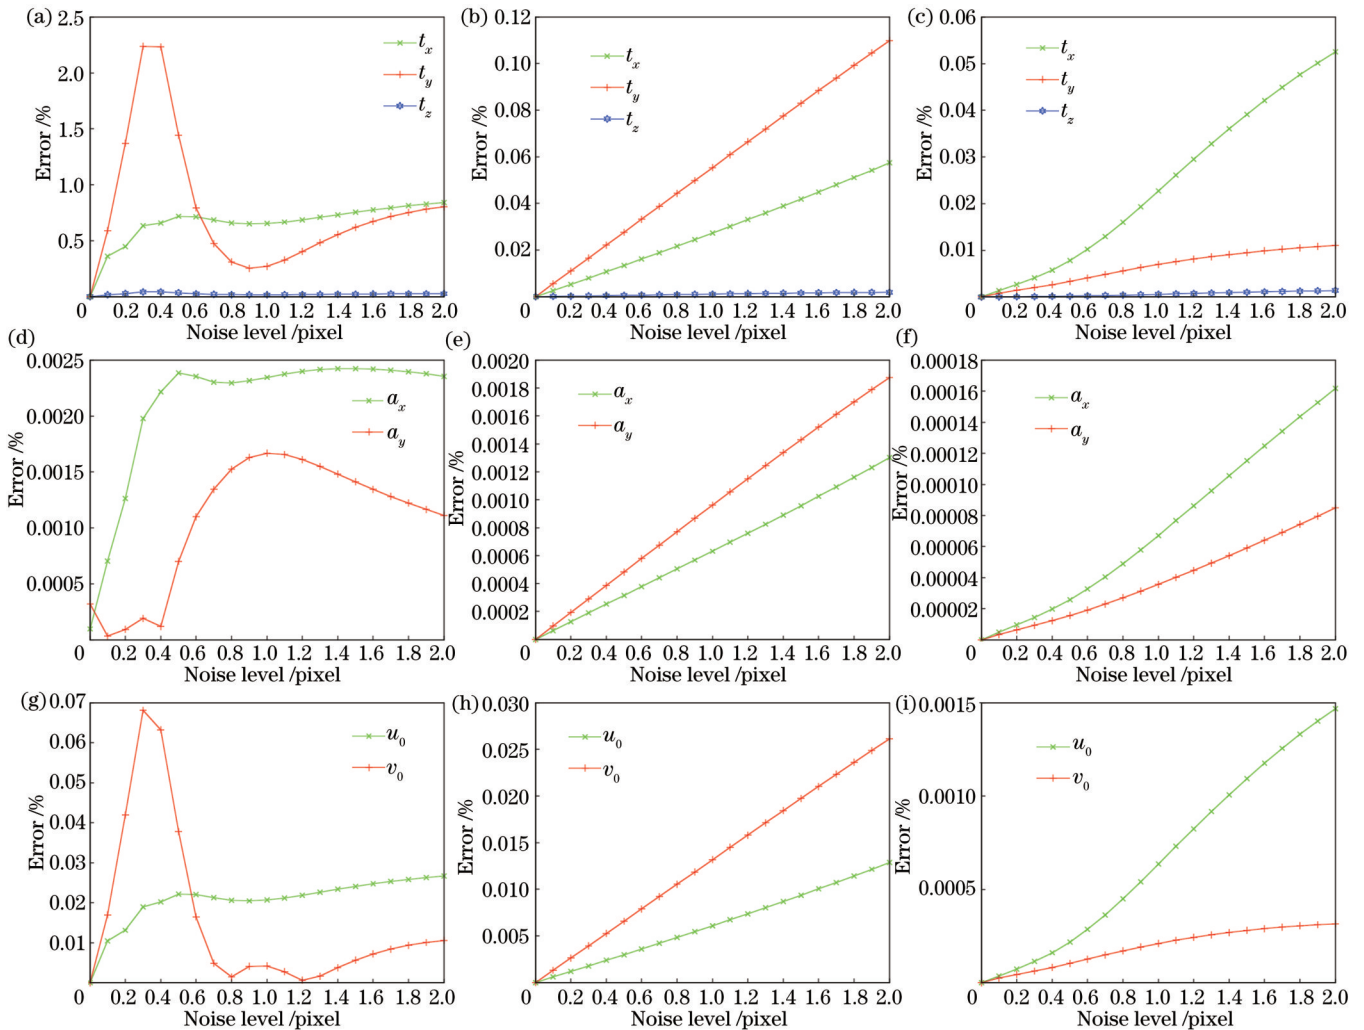 (a)
2.5
2.0
1.5
1.0
0.5
0
Error /%
t_x
t_y
t_z
0.2 0.4 0.6 0.8 1.0 1.2 1.4 1.6 1.8 2.0
Noise level /pixel
(b)
0.12
0.10
0.08
0.06
0.04
0.02
0
Error /%
t_x
t_y
t_z
0.2 0.4 0.6 0.8 1.0 1.2 1.4 1.6 1.8 2.0
Noise level /pixel
(c)
0.06
0.05
0.04
0.03
0.02
0.01
0
Error /%
t_x
t_y
t_z
0.2 0.4 0.6 0.8 1.0 1.2 1.4 1.6 1.8 2.0
Noise level /pixel
(d)
0.0025
0.0020
0.0015
0.0010
0.0005
0
Error /%
a_x
a_y
0.2 0.4 0.6 0.8 1.0 1.2 1.4 1.6 1.8 2.0
Noise level /pixel
(e)
0.0020
0.0018
0.0016
0.0014
0.0012
0.0010
0.0008
0.0006
0.0004
0.0002
0
Error /%
a_x
a_y
0.2 0.4 0.6 0.8 1.0 1.2 1.4 1.6 1.8 2.0
Noise level /pixel
(f)
0.00018
0.00016
0.00014
0.00012
0.00010
0.00008
0.00006
0.00004
0.00002
0
Error /%
a_x
a_y
0.2 0.4 0.6 0.8 1.0 1.2 1.4 1.6 1.8 2.0
Noise level /pixel
(g)
0.07
0.06
0.05
0.04
0.03
0.02
0.01
0
Error /%
u_0
v_0
0.2 0.4 0.6 0.8 1.0 1.2 1.4 1.6 1.8 2.0
Noise level /pixel
(h)
0.030
0.025
0.020
0.015
0.010
0.005
0
Error /%
u_0
v_0
0.2 0.4 0.6 0.8 1.0 1.2 1.4 1.6 1.8 2.0
Noise level /pixel
(i)
0.0015
0.0010
0.0005
0
Error /%
u_0
v_0
0.2 0.4 0.6 0.8 1.0 1.2 1.4 1.6 1.8 2.0
Noise level /pixel